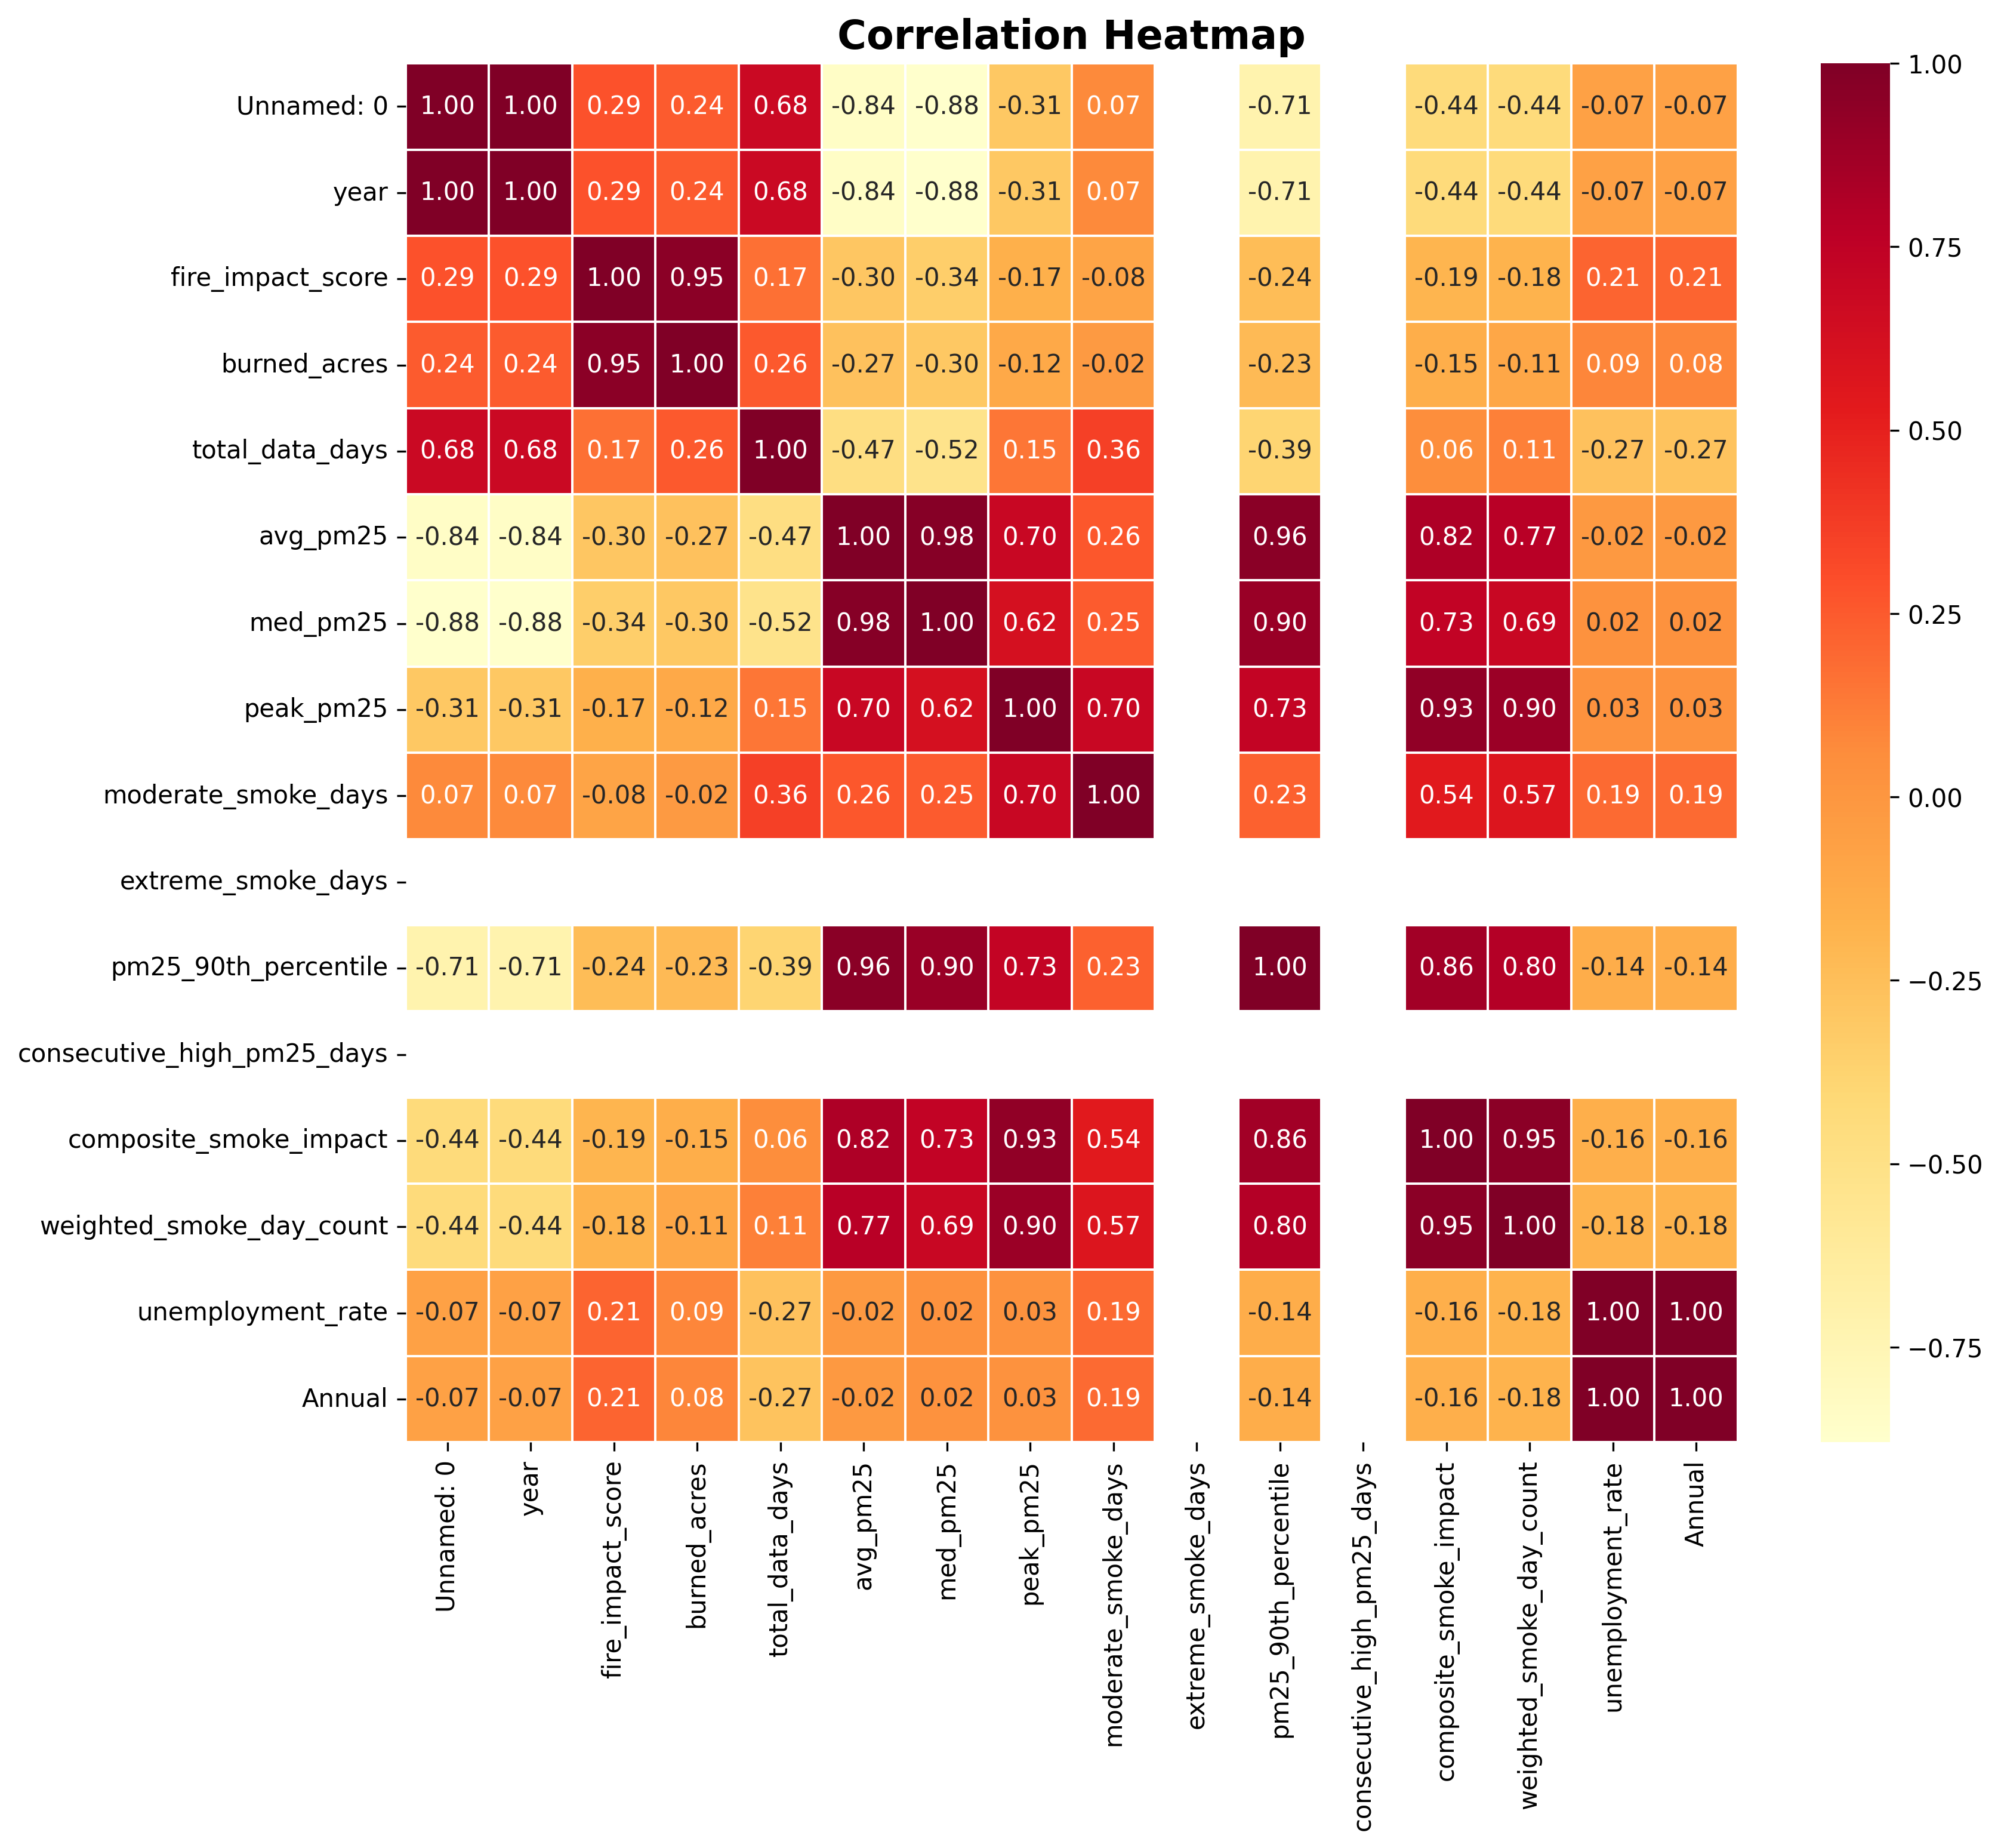 Correlation Heatmap
Unnamed: 0 1.00 1.00 0.29 0.24 0.68 -0.84 -0.88 -0.31 0.07 -0.71 -0.44 -0.44 -0.07 -0.07
year 1.00 1.00 0.29 0.24 0.68 -0.84 -0.88 -0.31 0.07 -0.71 -0.44 -0.44 -0.07 -0.07
fire_impact_score 0.29 0.29 1.00 0.95 0.17 -0.30 -0.34 -0.17 -0.08 -0.24 -0.19 -0.18 0.21 0.21
burned_acres 0.24 0.24 0.95 1.00 0.26 -0.27 -0.30 -0.12 -0.02 -0.23 -0.15 -0.11 0.09 0.08
total_data_days 0.68 0.68 0.17 0.26 1.00 -0.47 -0.52 0.15 0.36 -0.39 0.06 0.11 -0.27 -0.27
avg_pm25 -0.84 -0.84 -0.30 -0.27 -0.47 1.00 0.98 0.70 0.26 0.96 0.82 0.77 -0.02 -0.02
med_pm25 -0.88 -0.88 -0.34 -0.30 -0.52 0.98 1.00 0.62 0.25 0.90 0.73 0.69 0.02 0.02
peak_pm25 -0.31 -0.31 -0.17 -0.12 0.15 0.70 0.62 1.00 0.70 0.73 0.93 0.90 0.03 0.03
moderate_smoke_days 0.07 0.07 -0.08 -0.02 0.36 0.26 0.25 0.70 1.00 0.23 0.54 0.57 0.19 0.19
extreme_smoke_days
pm25_90th_percentile -0.71 -0.71 -0.24 -0.23 -0.39 0.96 0.90 0.73 0.23 1.00 0.86 0.80 -0.14 -0.14
consecutive_high_pm25_days
composite_smoke_impact -0.44 -0.44 -0.19 -0.15 0.06 0.82 0.73 0.93 0.54 0.86 1.00 0.95 -0.16 -0.16
weighted_smoke_day_count -0.44 -0.44 -0.18 -0.11 0.11 0.77 0.69 0.90 0.57 0.80 0.95 1.00 -0.18 -0.18
unemployment_rate -0.07 -0.07 0.21 0.09 -0.27 -0.02 0.02 0.03 0.19 -0.14 -0.16 -0.18 1.00 1.00
Annual -0.07 -0.07 0.21 0.08 -0.27 -0.02 0.02 0.03 0.19 -0.14 -0.16 -0.18 1.00 1.00
Unnamed: 0
year
fire_impact_score
burned_acres
total_data_days
avg_pm25
med_pm25
peak_pm25
moderate_smoke_days
extreme_smoke_days
pm25_90th_percentile
consecutive_high_pm25_days
composite_smoke_impact
weighted_smoke_day_count
unemployment_rate
Annual
1.00
0.75
0.50
0.25
0.00
−0.25
−0.50
−0.75